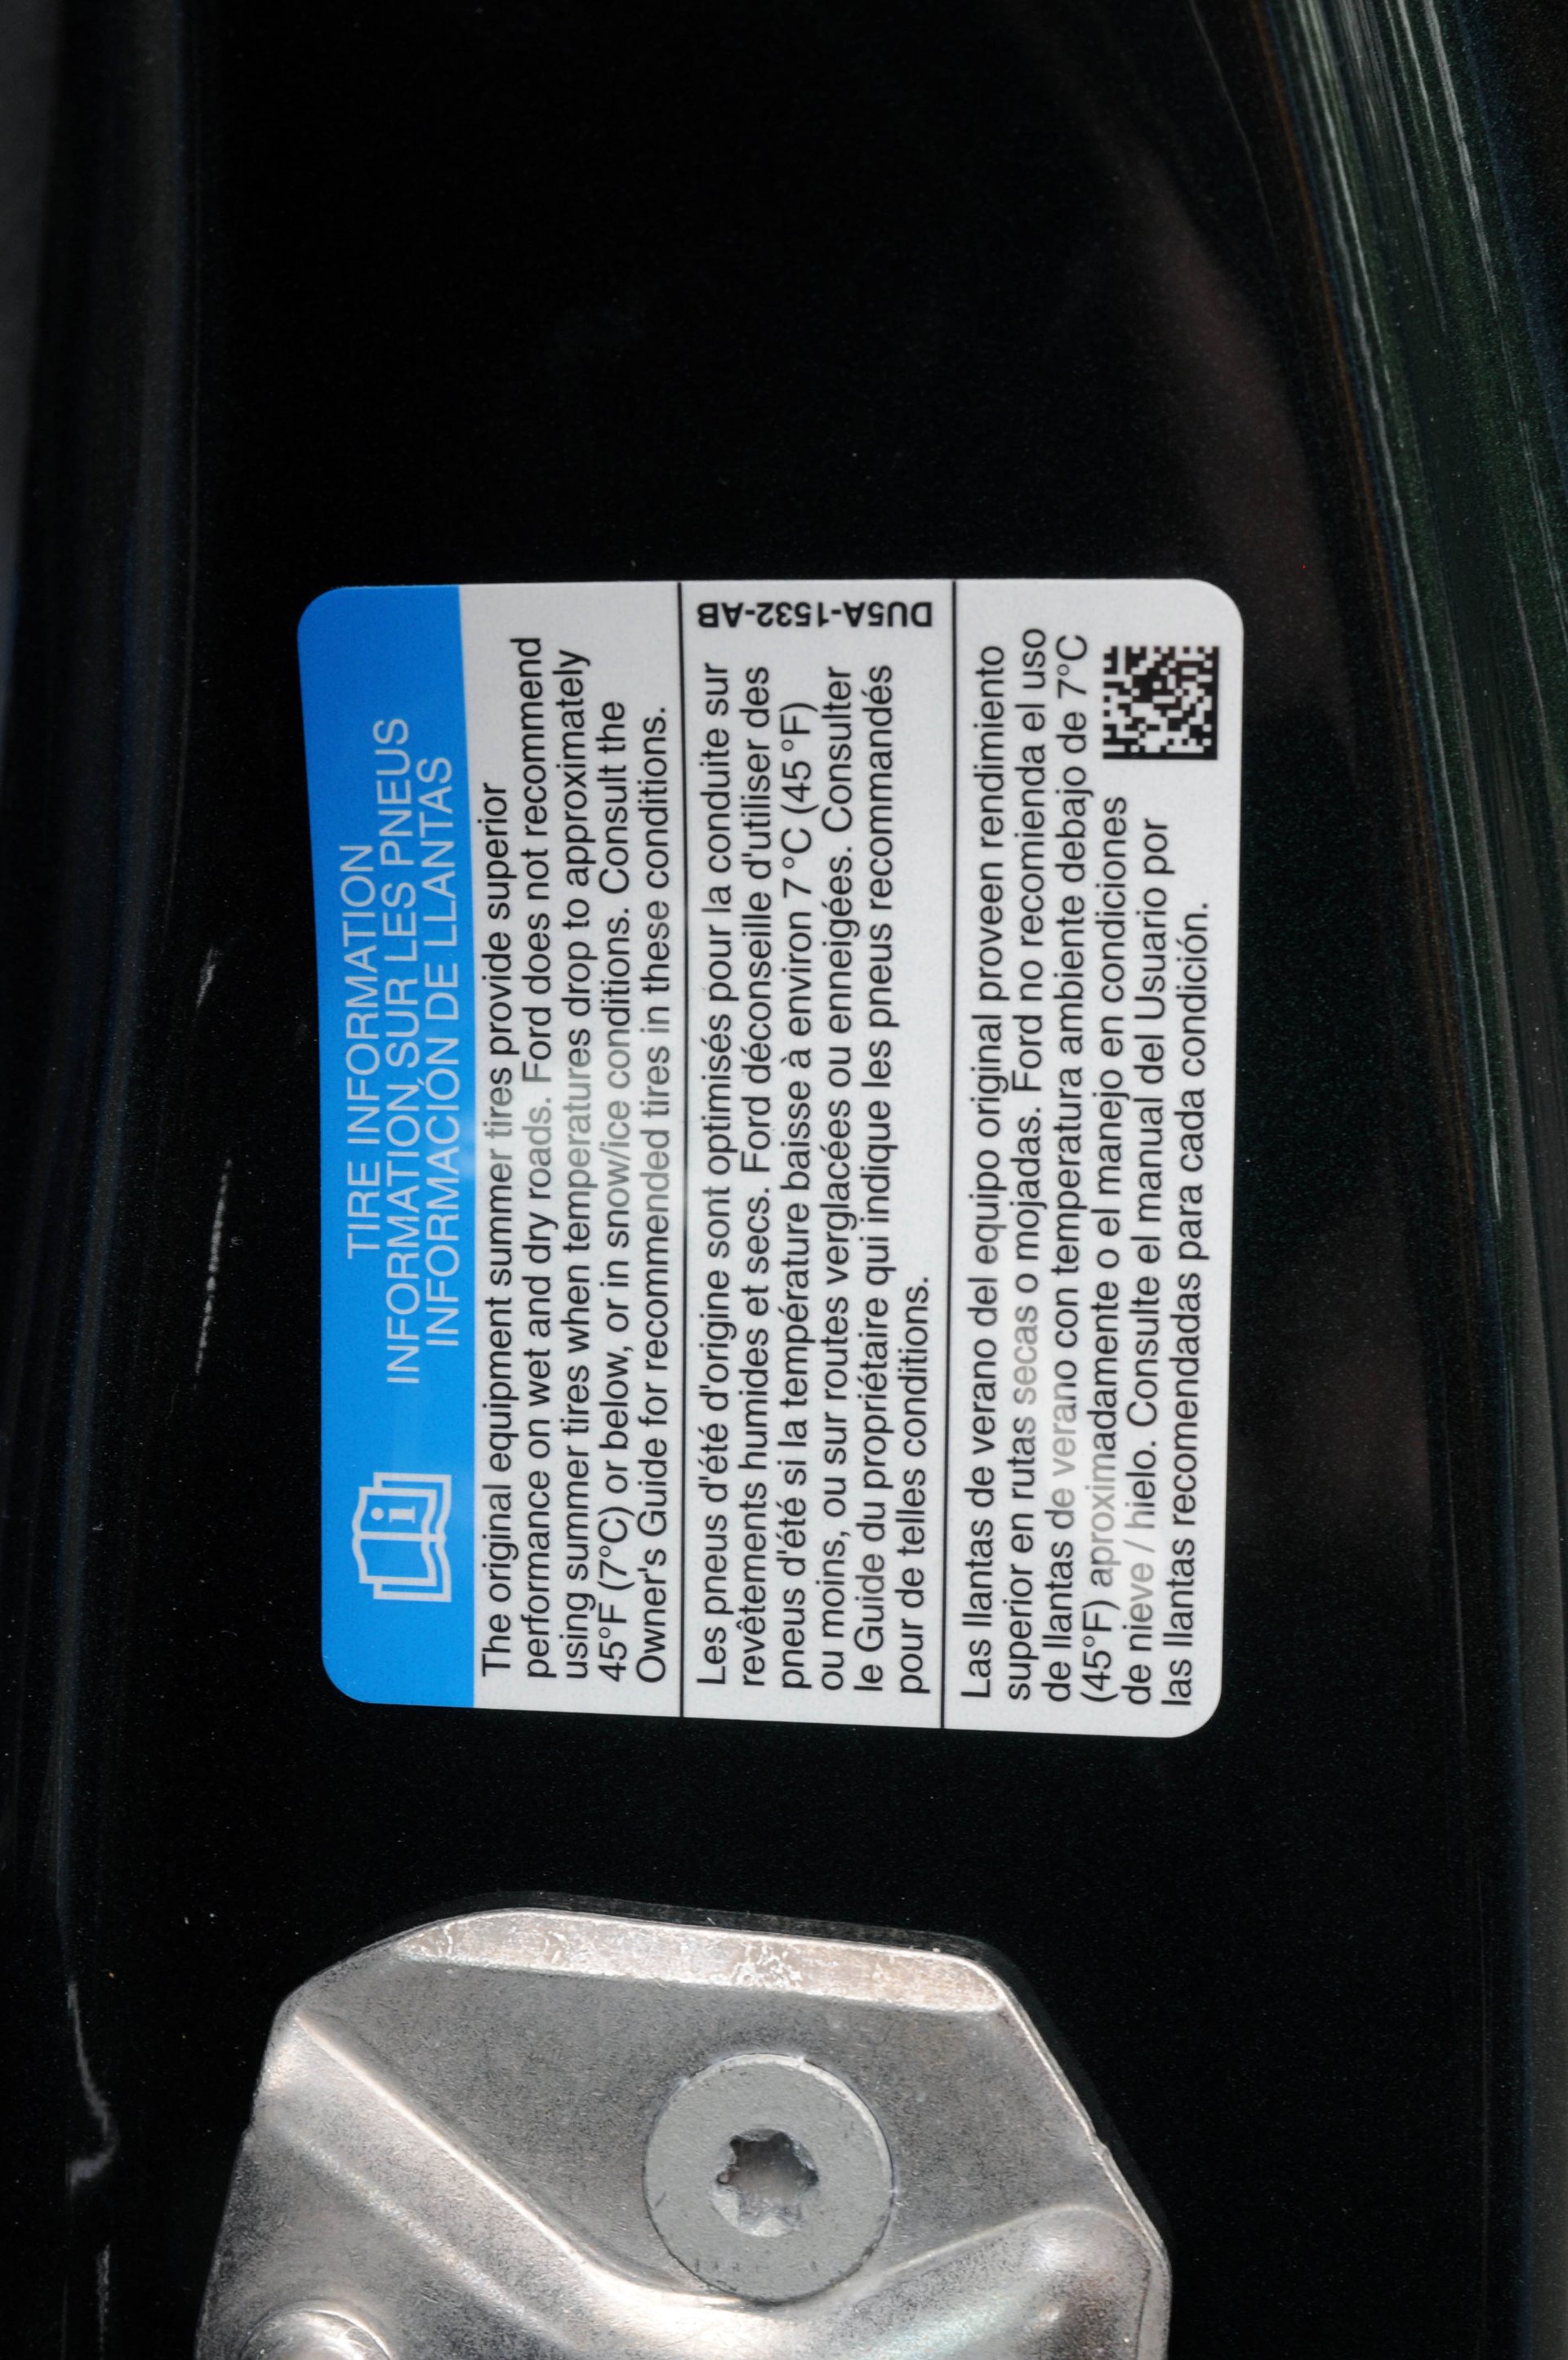 TIRE INFORMATION
INFORMATION SUR LES PNEUS
INFORMACIÓN DE LLANTAS
The original equipment summer tires provide superior
performance on wet and dry roads. Ford does not recommend
using summer tires when temperatures drop to approximately
45°F (7°C) or below, or in snow/ice conditions. Consult the
Owner's Guide for recommended tires in these conditions.
Les pneus d'été d'origine sont optimisés pour la conduite sur
revêtements humides et secs. Ford déconseille d'utiliser des
pneus d'été si la température baisse à environ 7 °C (45 °F)
ou moins, ou sur routes verglacées ou enneigées. Consulter
le Guide du propriétaire qui indique les pneus recommandés
pour de telles conditions.
DU5A-1532-AB
Las llantas de verano del equipo original proveen rendimiento
superior en rutas secas o mojadas. Ford no recomienda el uso
de llantas de verano con temperatura ambiente debajo de 7°C
(45°F) aproximadamente o el manejo en condiciones
de nieve / hielo. Consulte el manual del Usuario por
las llantas recomendadas para cada condición.